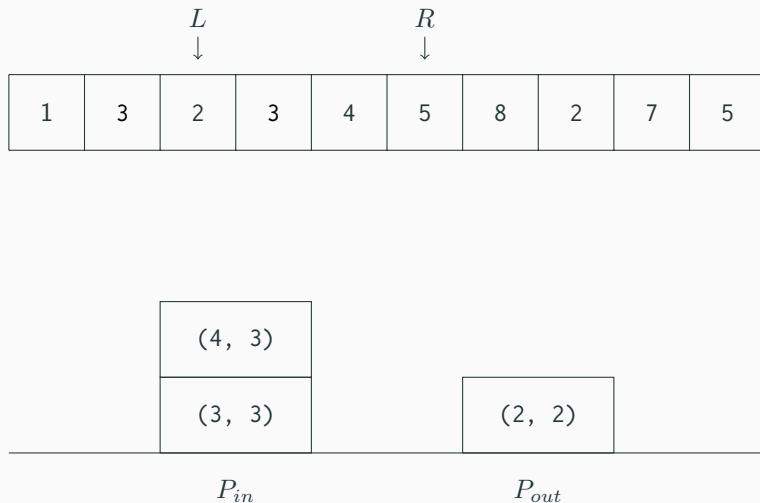 L R
↓ ↓
1 3 2 3 4 5 8 2 7 5
(4, 3)
(3, 3) (2, 2)
P_in P_out